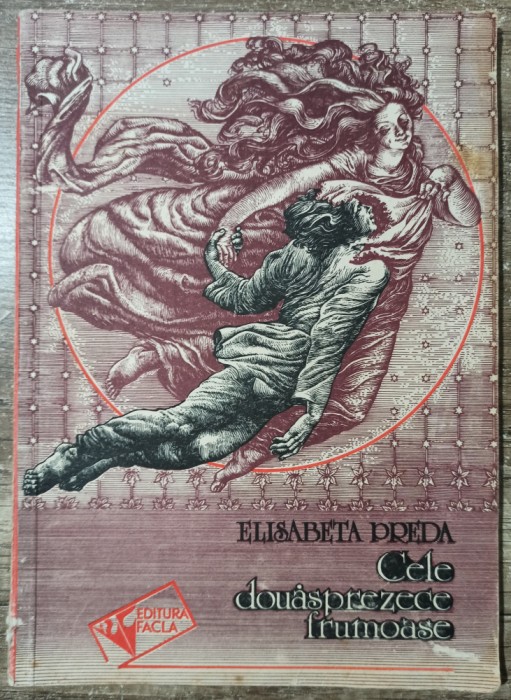 ELISABETA PREDA
Cele
douăsprezece
frumoase
EDITURA
FACLA